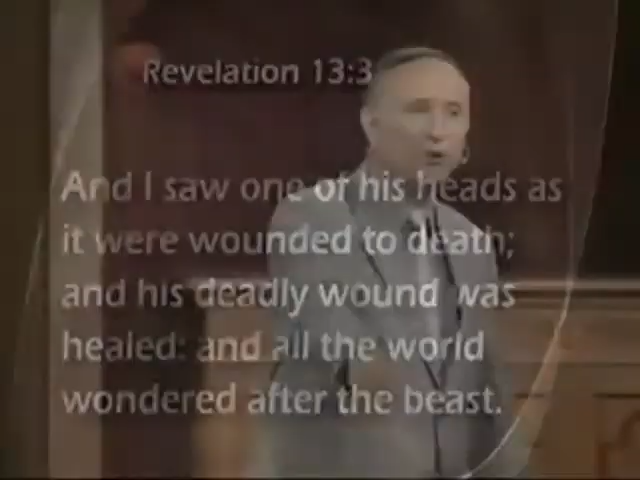 Revelation 13:3
And I saw one of his heads as
it were wounded to death;
and his deadly wound was
healed: and all the world
wondered after the beast.